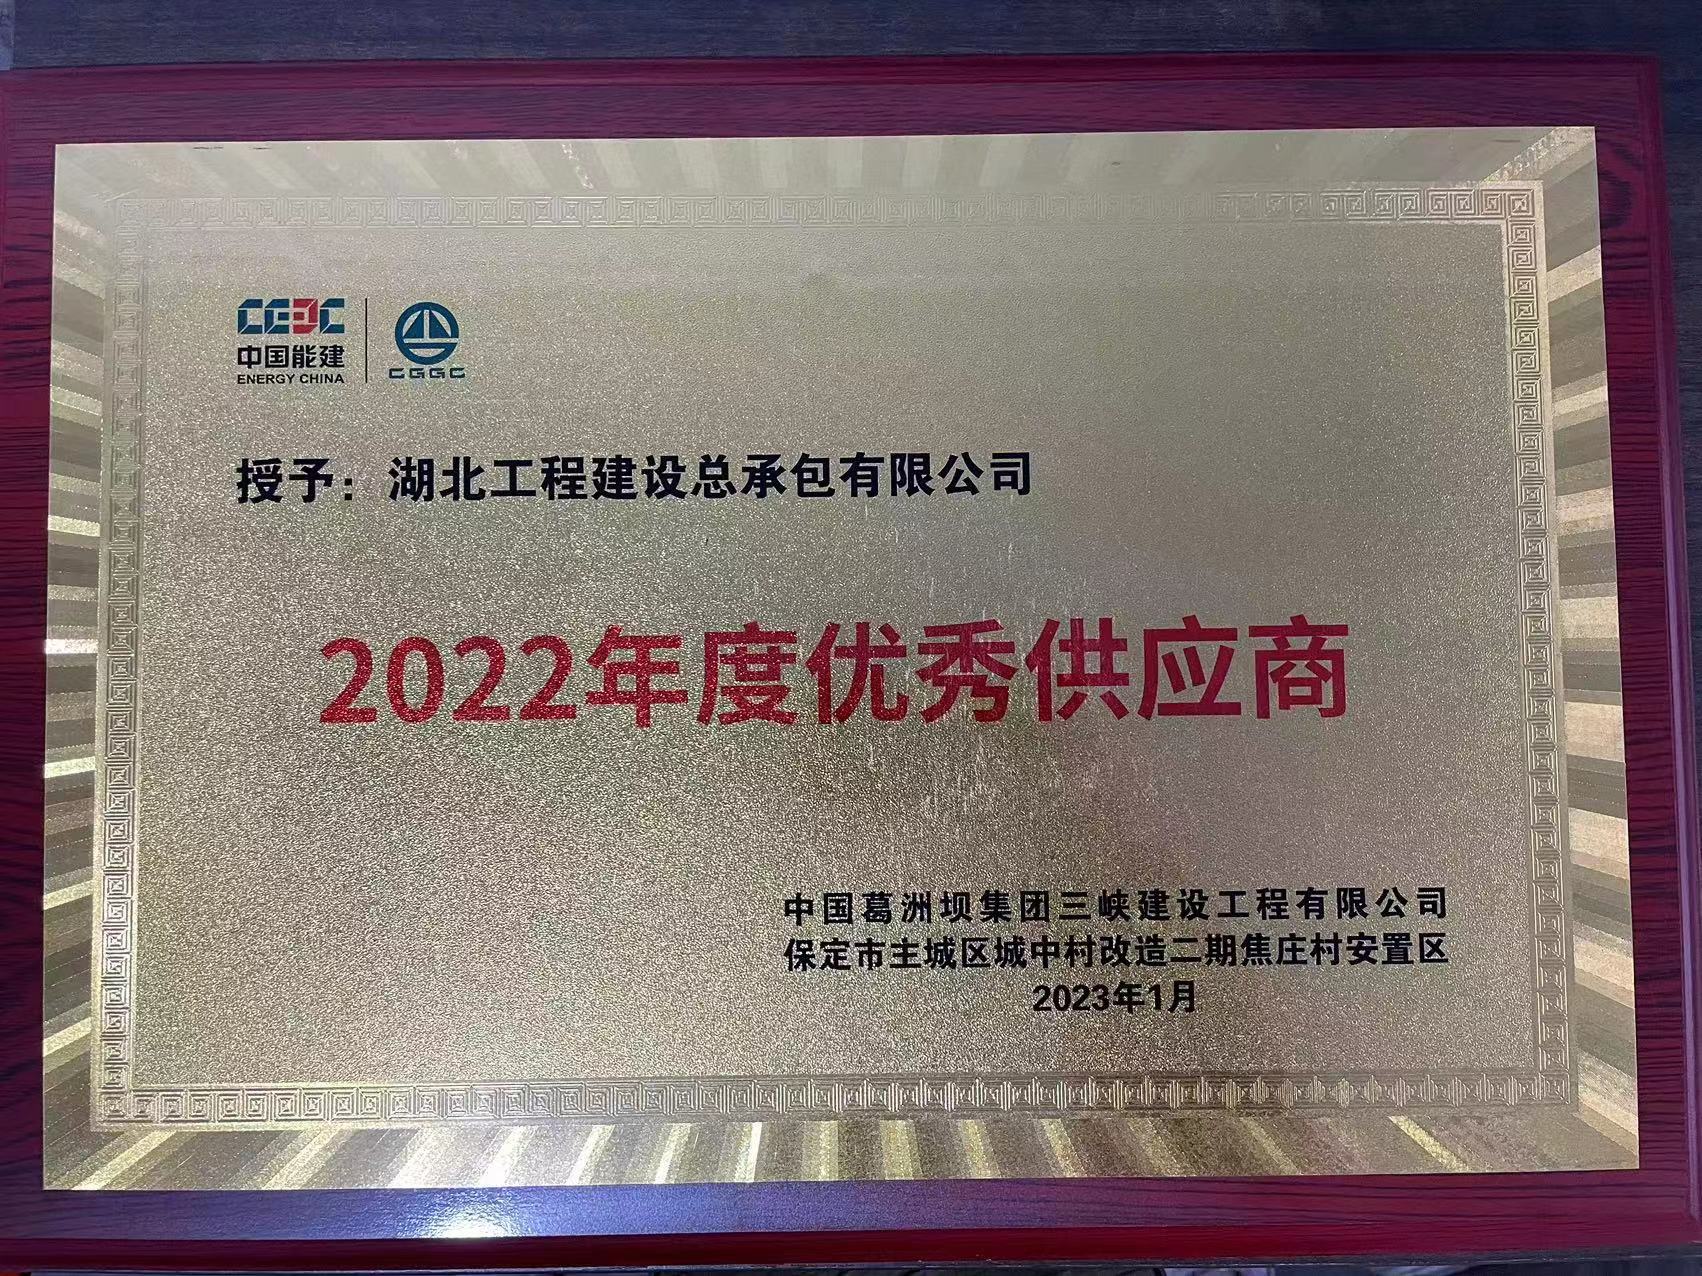 CEEC
中国能建
ENERGY CHINA
CGGC
授予：湖北工程建设总承包有限公司
2022年度优秀供应商
中国葛洲坝集团三峡建设工程有限公司
保定市主城区城中村改造二期焦庄村安置区
2023年1月